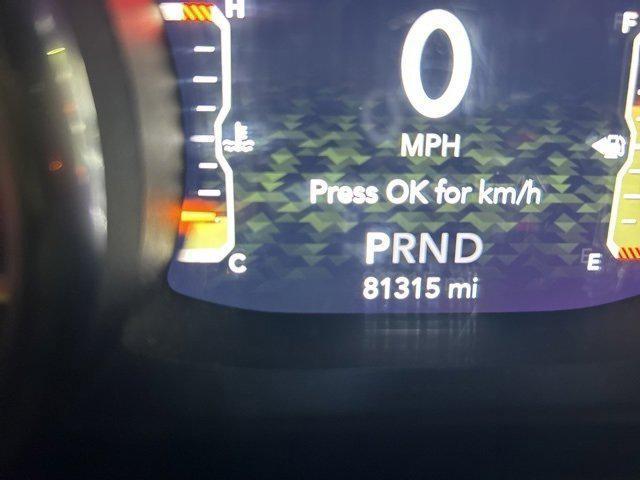 H
F
0
MPH
Press OK for km/h
PRND
C
E
81315 mi